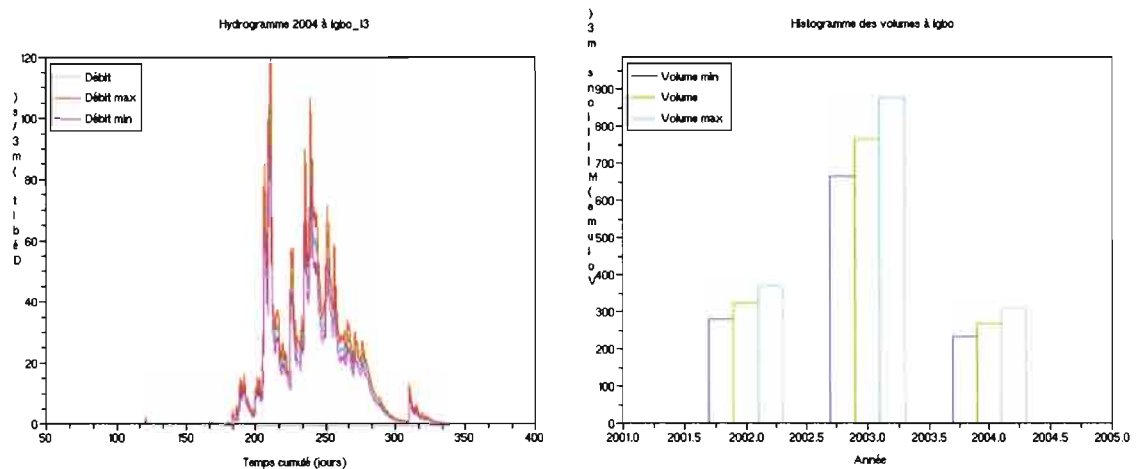 Hydrogramme 2004 à Igbo_13
Débit (m3/s)
120
100
80
60
40
20
0
Débit
Débit max
Débit min
50
100
150
200
250
300
350
400
Temps cumulé (jours)
Histogramme des volumes à Igbo
Volume (Millions m3)
900
800
700
600
500
400
300
200
100
0
Volume min
Volume
Volume max
2001.0
2001.5
2002.0
2002.5
2003.0
2003.5
2004.0
2004.5
2005.0
Année